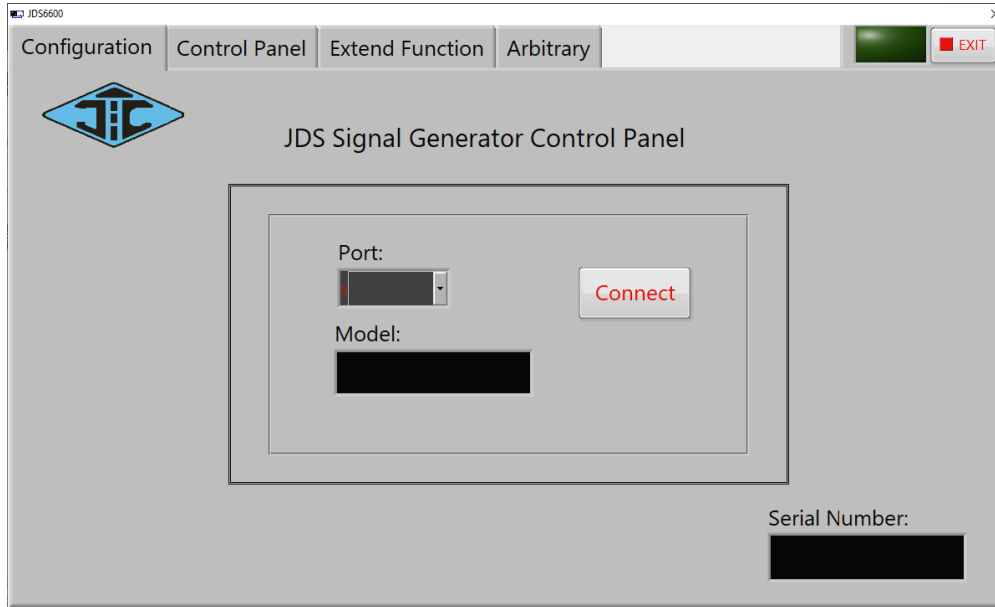 JDS6600
Configuration
Control Panel
Extend Function
Arbitrary
EXIT
JDS Signal Generator Control Panel
Port:
Connect
Model:
Serial Number: